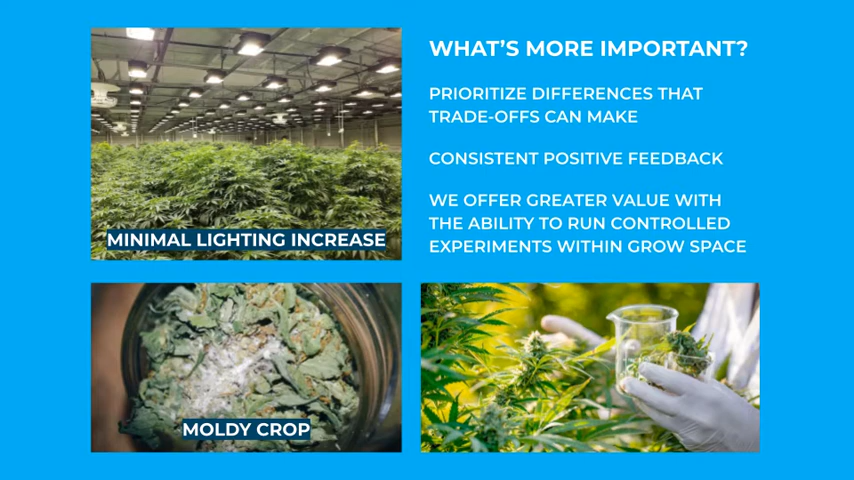 WHAT'S MORE IMPORTANT?
PRIORITIZE DIFFERENCES THAT
TRADE-OFFS CAN MAKE
CONSISTENT POSITIVE FEEDBACK
WE OFFER GREATER VALUE WITH
THE ABILITY TO RUN CONTROLLED
EXPERIMENTS WITHIN GROW SPACE
MINIMAL LIGHTING INCREASE
MOLDY CROP